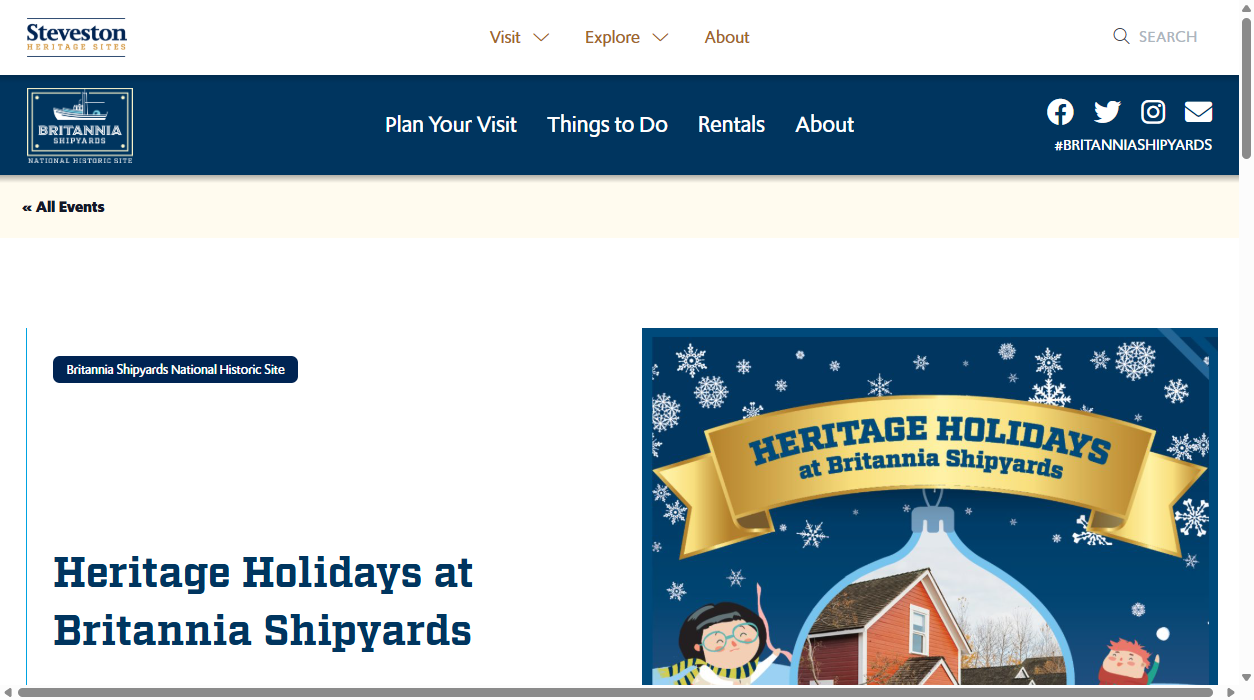 Steveston
HERITAGE SITES
Visit
Explore
About
SEARCH
BRITANNIA
SHIPYARDS
NATIONAL HISTORIC SITE
Plan Your Visit
Things to Do
Rentals
About
#BRITANNIASHIPYARDS
« All Events
Britannia Shipyards National Historic Site
Heritage Holidays at
Britannia Shipyards
HERITAGE HOLIDAYS
at Britannia Shipyards